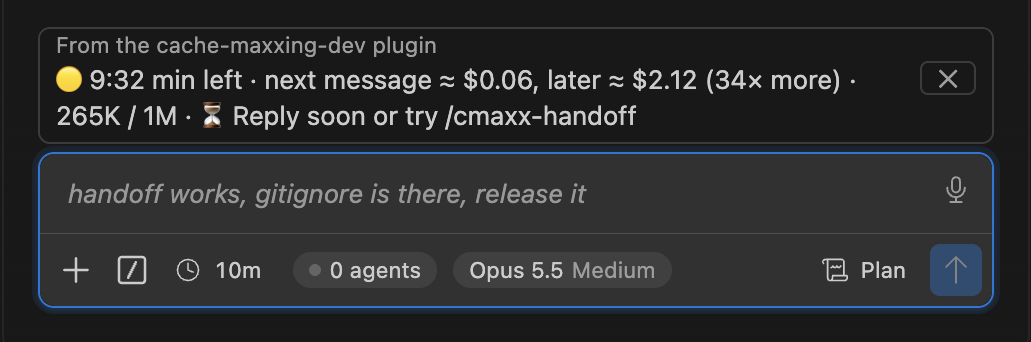 From the cache-maxxing-dev plugin
🟡 9:32 min left · next message ≈ $0.06, later ≈ $2.12 (34× more) ·
265K / 1M · ⏳ Reply soon or try /cmaxx-handoff
handoff works, gitignore is there, release it
10m
0 agents
Opus 5.5 Medium
Plan